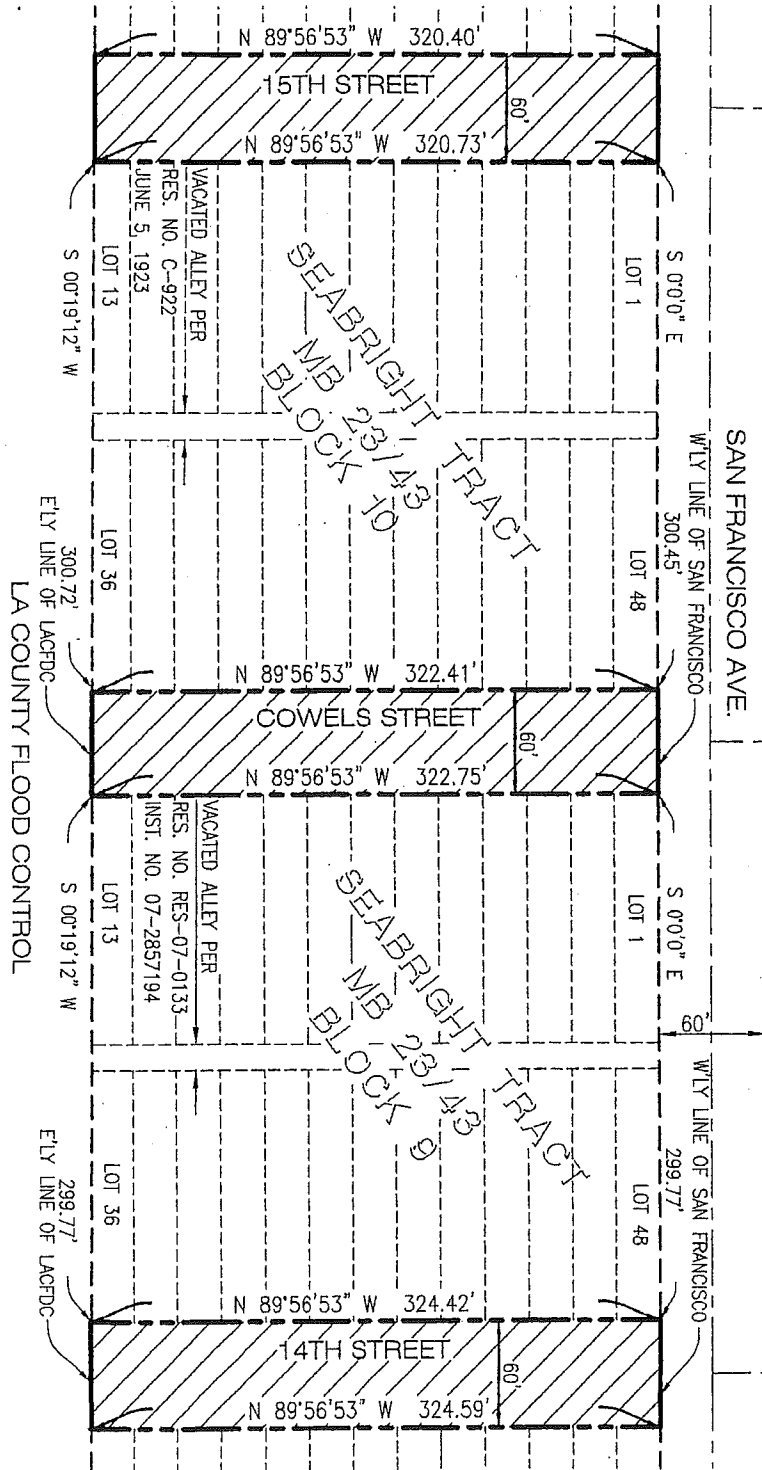 N 89°56'53" W 320.40'
15TH STREET
60'
N 89°56'53" W 320.73'
SAN FRANCISCO AVE.
S 0°0'0" E
W'LY LINE OF SAN FRANCISCO
300.45'
LOT 1
LOT 48
VACATED ALLEY PER
RES. NO. C-922
JUNE 5, 1923
SEABRIGHT TRACT
MB 23/43
BLOCK 10
LOT 13
LOT 36
S 00°19'12" W
300.72'
E'LY LINE OF LACFDC
N 89°56'53" W 322.41'
COWELS STREET
60'
N 89°56'53" W 322.75'
S 0°0'0" E
60'
W'LY LINE OF SAN FRANCISCO
299.77'
LOT 1
LOT 48
VACATED ALLEY PER
RES. NO. RES-07-0133
INST. NO. 07-2857194
SEABRIGHT TRACT
MB 23/43
BLOCK 9
LOT 13
LOT 36
S 00°19'12" W
299.77'
E'LY LINE OF LACFDC
LA COUNTY FLOOD CONTROL
N 89°56'53" W 324.42'
14TH STREET
60'
N 89°56'53" W 324.59'